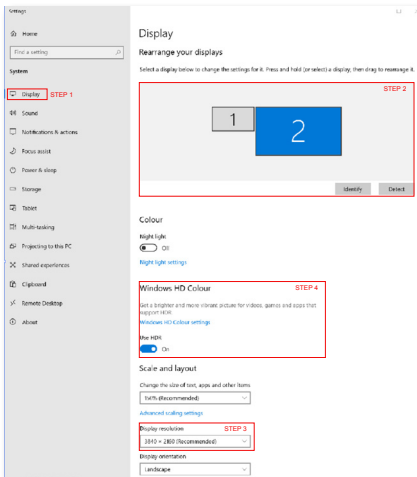 Settings
Home
Find a setting
System
Display
STEP 1
Sound
Notifications & actions
Focus assist
Power & sleep
Storage
Tablet
Multi-tasking
Projecting to this PC
Shared experiences
Clipboard
Remote Desktop
About
Display
Rearrange your displays
Select a display below to change the settings for it. Press and hold (or select) a display, then drag to rearrange it.
STEP 2
1
2
Identify
Detect
Colour
Night light
Off
Night light settings
Windows HD Colour
STEP 4
Get a brighter and more vibrant picture for videos, games and apps that
support HDR.
Windows HD Colour settings
Use HDR
On
Scale and layout
Change the size of text, apps and other items
(Recommended)
Advanced scaling settings
Display resolution
STEP 3
3840 × 2160 (Recommended)
Display orientation
Landscape